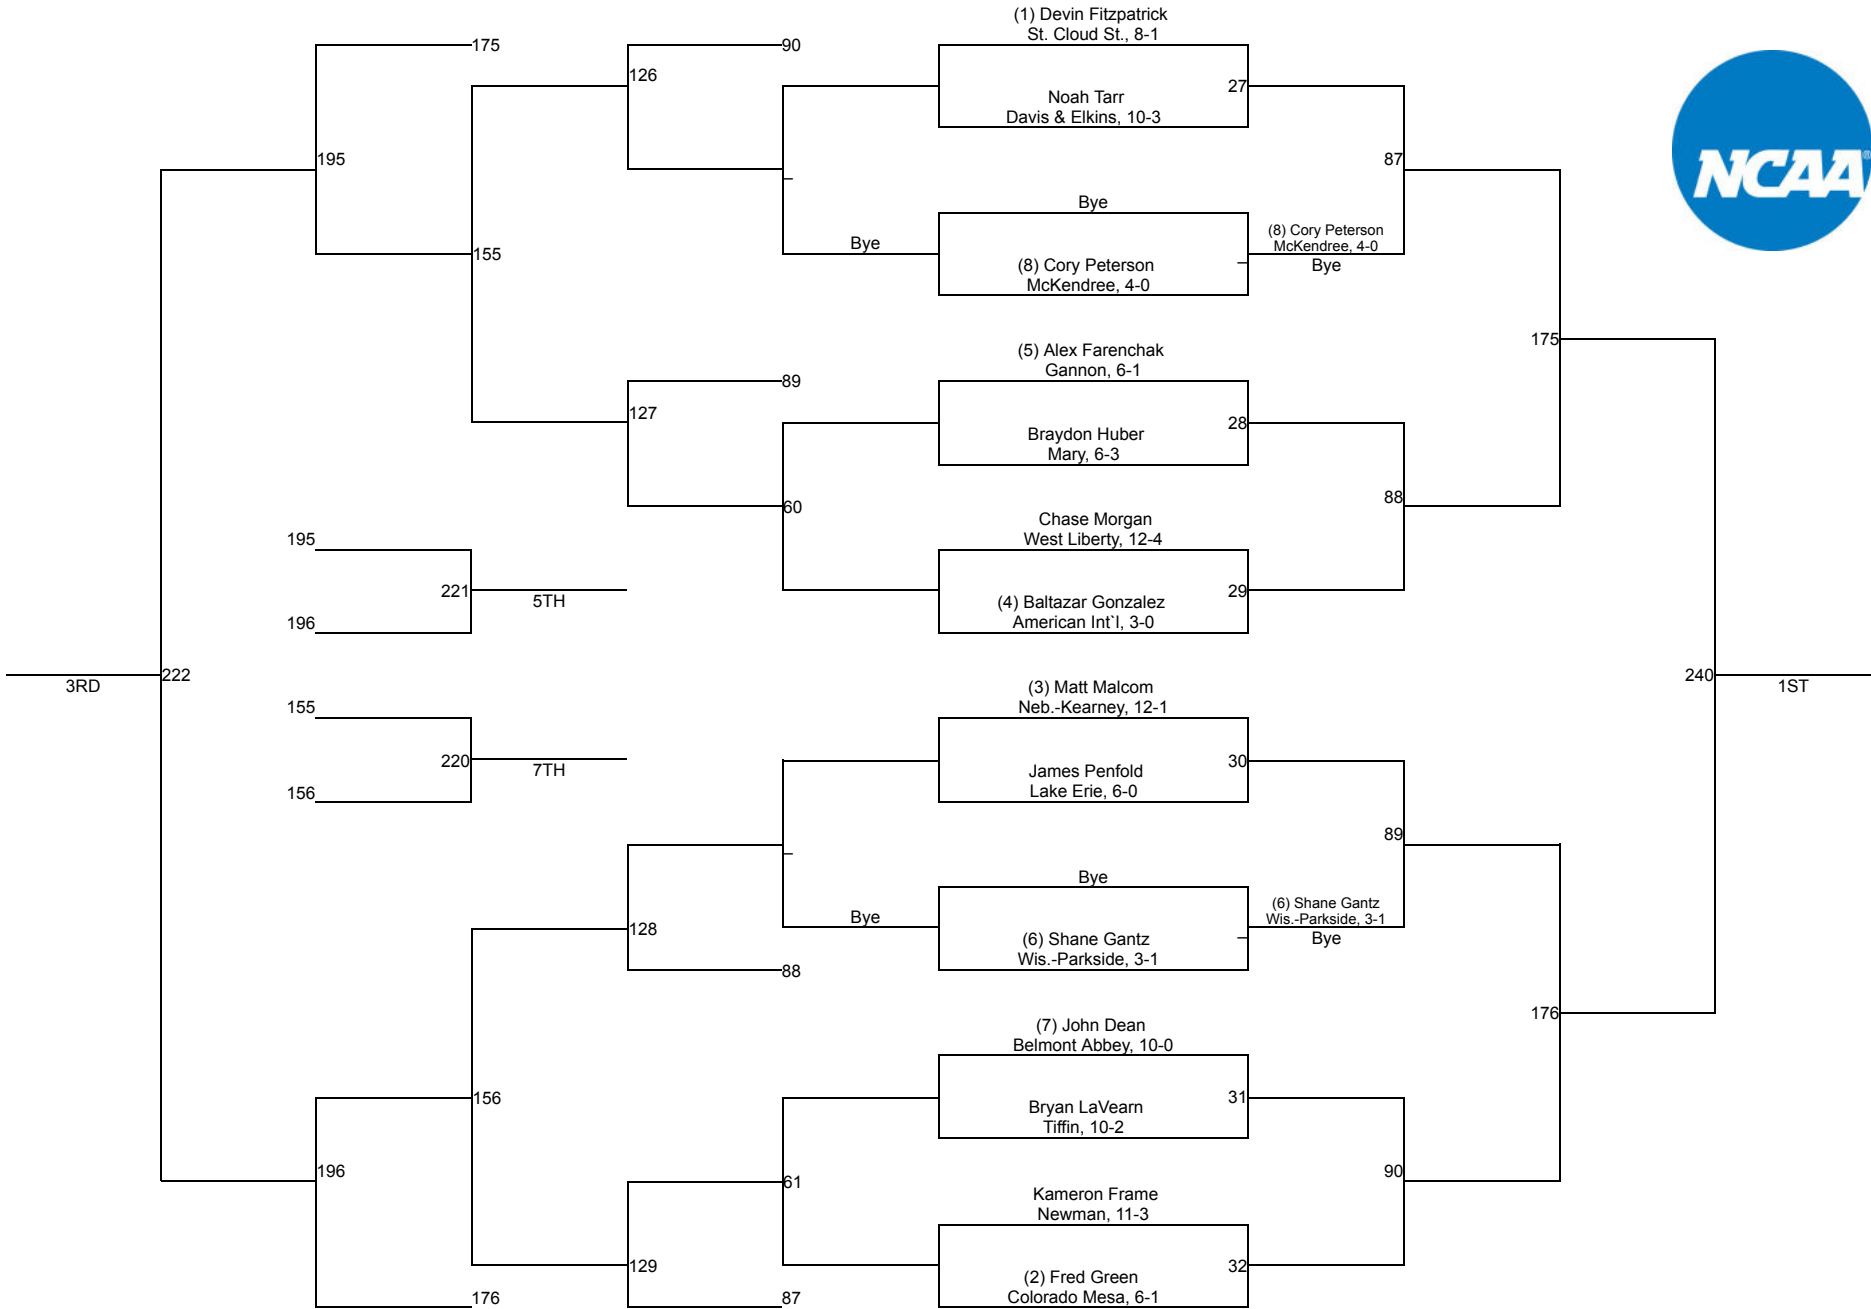 (1) Devin Fitzpatrick
St. Cloud St., 8-1
175
90
126
27
Noah Tarr
Davis & Elkins, 10-3
195
87
NCAA®
–
Bye
Bye
(8) Cory Peterson
McKendree, 4-0
–
(8) Cory Peterson
McKendree, 4-0
Bye
155
175
(5) Alex Farenchak
Gannon, 6-1
89
127
28
Braydon Huber
Mary, 6-3
88
60
Chase Morgan
West Liberty, 12-4
195
221
5TH
29
(4) Baltazar Gonzalez
American Int`l, 3-0
196
3RD
222
240
1ST
(3) Matt Malcom
Neb.-Kearney, 12-1
155
220
7TH
30
James Penfold
Lake Erie, 6-0
156
89
–
Bye
Bye
(6) Shane Gantz
Wis.-Parkside, 3-1
–
(6) Shane Gantz
Wis.-Parkside, 3-1
Bye
128
88
176
(7) John Dean
Belmont Abbey, 10-0
156
31
Bryan LaVearn
Tiffin, 10-2
196
61
90
Kameron Frame
Newman, 11-3
129
32
(2) Fred Green
Colorado Mesa, 6-1
176
87